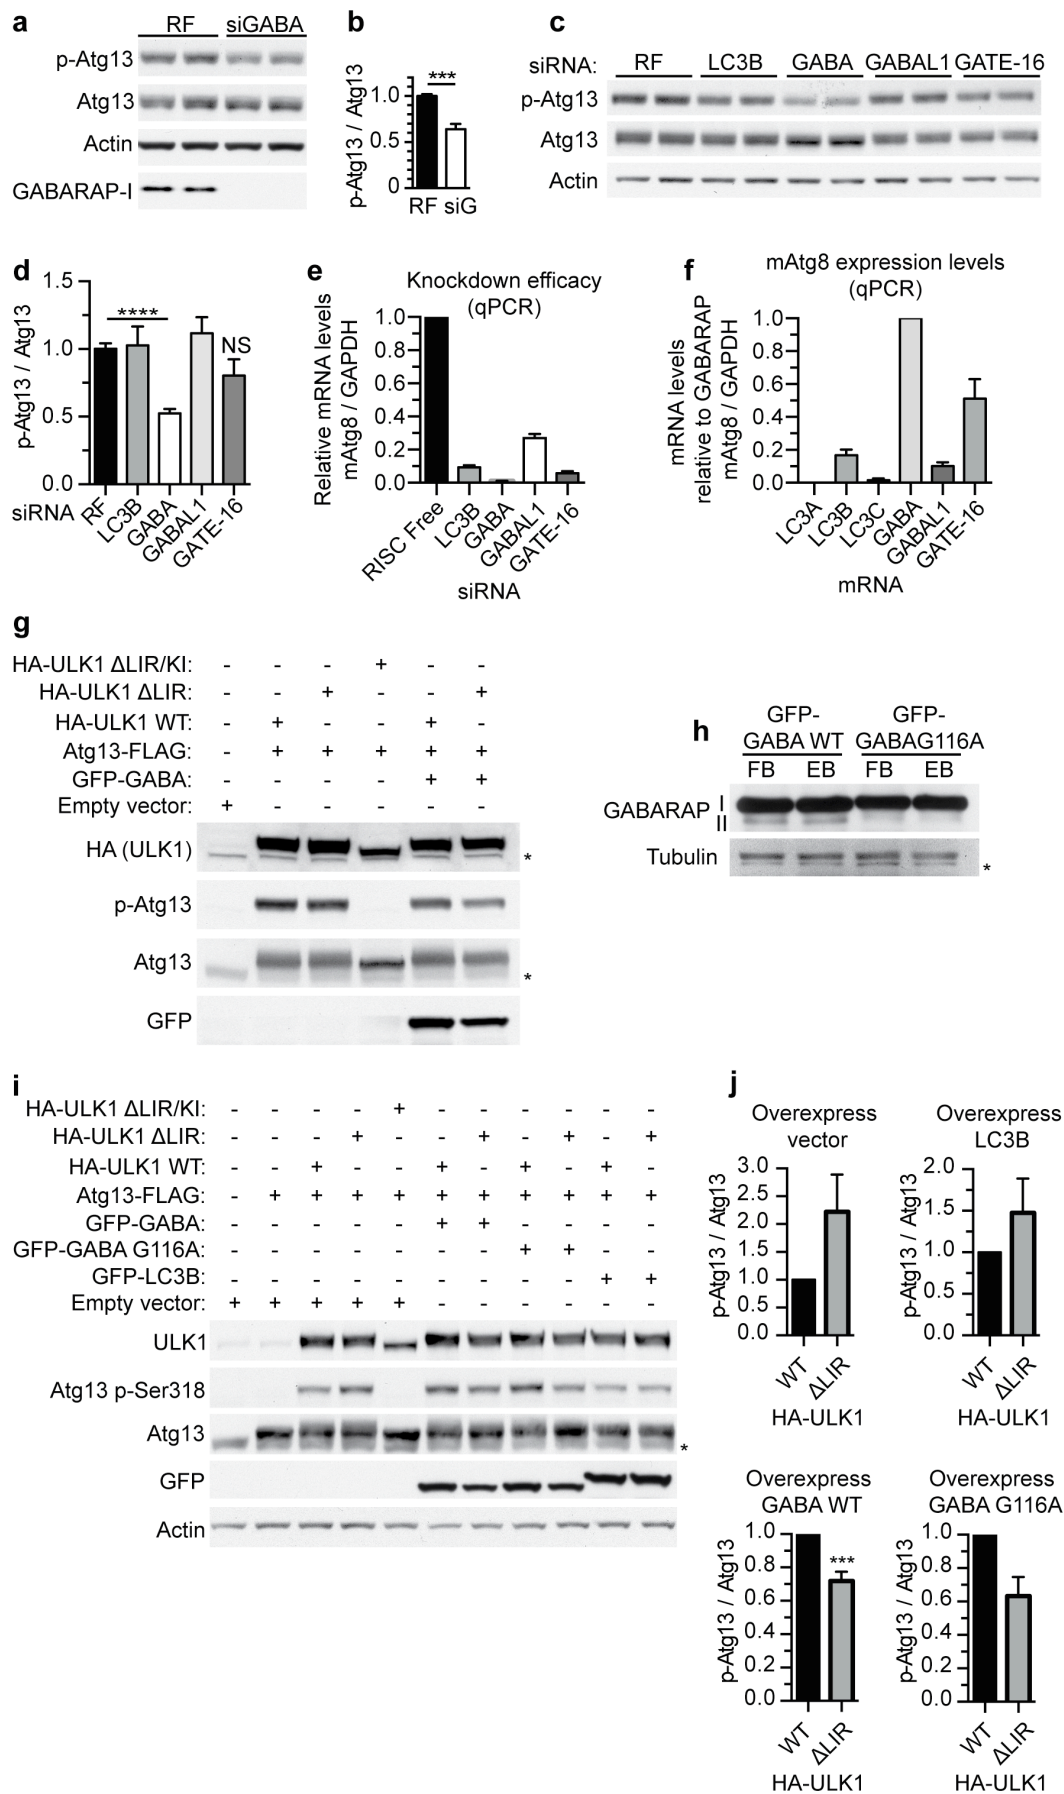 a
RF siGABA
p-Atg13
Atg13
Actin
GABARAP-I
b
p-Atg13 / Atg13
***
1.0
0.5
0
RF siG
c
siRNA: RF LC3B GABA GABAL1 GATE-16
p-Atg13
Atg13
Actin
d
p-Atg13 / Atg13
1.5
1.0
0.5
0.0
****
NS
siRNA
RF
LC3B
GABA
GABAL1
GATE-16
e
Knockdown efficacy
(qPCR)
Relative mRNA levels
mAtg8 / GAPDH
1.0
0.8
0.6
0.4
0.2
0.0
RISC Free
LC3B
GABA
GABAL1
GATE-16
siRNA
f
mAtg8 expression levels
(qPCR)
mRNA levels
relative to GABARAP
mAtg8 / GAPDH
1.0
0.8
0.6
0.4
0.2
0.0
LC3A
LC3B
LC3C
GABA
GABAL1
GATE-16
mRNA
g
HA-ULK1 ΔLIR/KI: - - - + - -
HA-ULK1 ΔLIR: - - + - - +
HA-ULK1 WT: - + - - + -
Atg13-FLAG: - + + + + +
GFP-GABA: - - - - + +
Empty vector: + - - - - -
HA (ULK1)
*
p-Atg13
Atg13
*
GFP
h
GFP- GFP-
GABA WT GABAG116A
FB EB FB EB
GABARAP I
II
Tubulin
*
i
HA-ULK1 ΔLIR/KI: - - - - + - - - - - -
HA-ULK1 ΔLIR: - - - + - - + - + - +
HA-ULK1 WT: - - + - - + - + - + -
Atg13-FLAG: - + + + + + + + + + +
GFP-GABA: - - - - - + + - - - -
GFP-GABA G116A: - - - - - - - + + - -
GFP-LC3B: - - - - - - - - - + +
Empty vector: + + + + + - - - - - -
ULK1
Atg13 p-Ser318
Atg13
*
GFP
Actin
j
Overexpress
vector
p-Atg13 / Atg13
3.0
2.5
2.0
1.5
1.0
0.5
0.0
WT
ΔLIR
HA-ULK1
Overexpress
LC3B
p-Atg13 / Atg13
2.0
1.5
1.0
0.5
0.0
WT
ΔLIR
HA-ULK1
Overexpress
GABA WT
p-Atg13 / Atg13
1.0
0.8
0.6
0.4
0.2
0.0
***
WT
ΔLIR
HA-ULK1
Overexpress
GABA G116A
p-Atg13 / Atg13
1.0
0.8
0.6
0.4
0.2
0.0
WT
ΔLIR
HA-ULK1